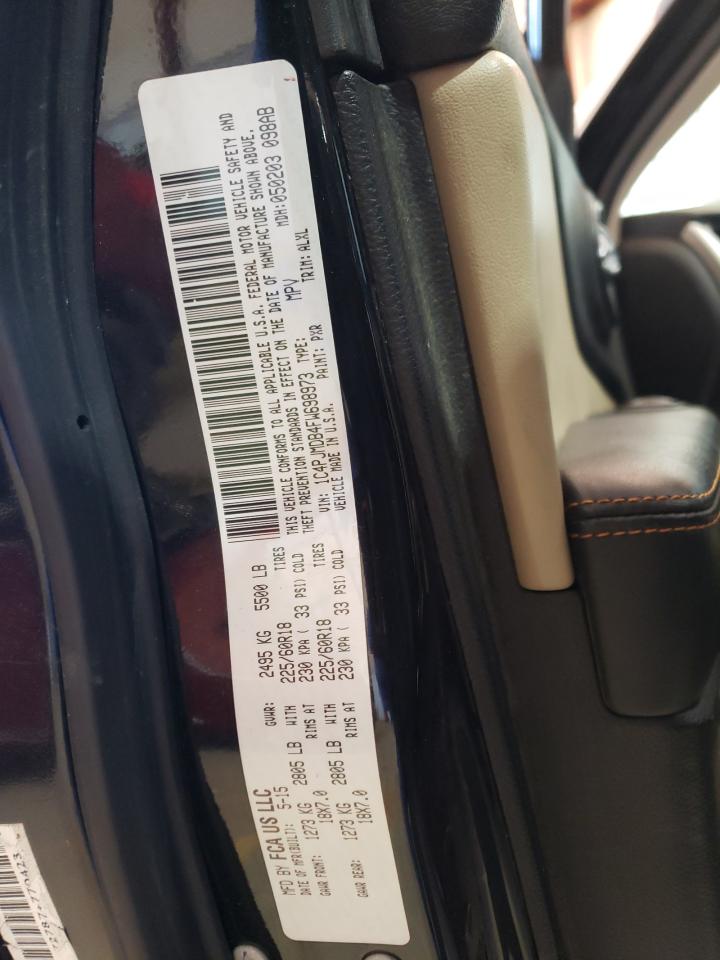 MFD BY FCA US LLC
DATE OF MFR(BUILT): 5-15 GVWR: 2495 KG 5500 LB
GAWR FRONT: 1273 KG 2805 LB WITH 225/60R18 TIRES
18X7.0 RIMS AT 230 KPA ( 33 PSI) COLD
GAWR REAR: 1273 KG 2805 LB WITH 225/60R18 TIRES
18X7.0 RIMS AT 230 KPA ( 33 PSI) COLD
THIS VEHICLE CONFORMS TO ALL APPLICABLE U.S.A. FEDERAL MOTOR VEHICLE SAFETY AND
THEFT PREVENTION STANDARDS IN EFFECT ON THE DATE OF MANUFACTURE SHOWN ABOVE.
VIN: 1C4PJMDB4FW698973 TYPE: MPV MDH:050203 098AB
VEHICLE MADE IN U.S.A. PAINT: PXR TRIM: ALXL